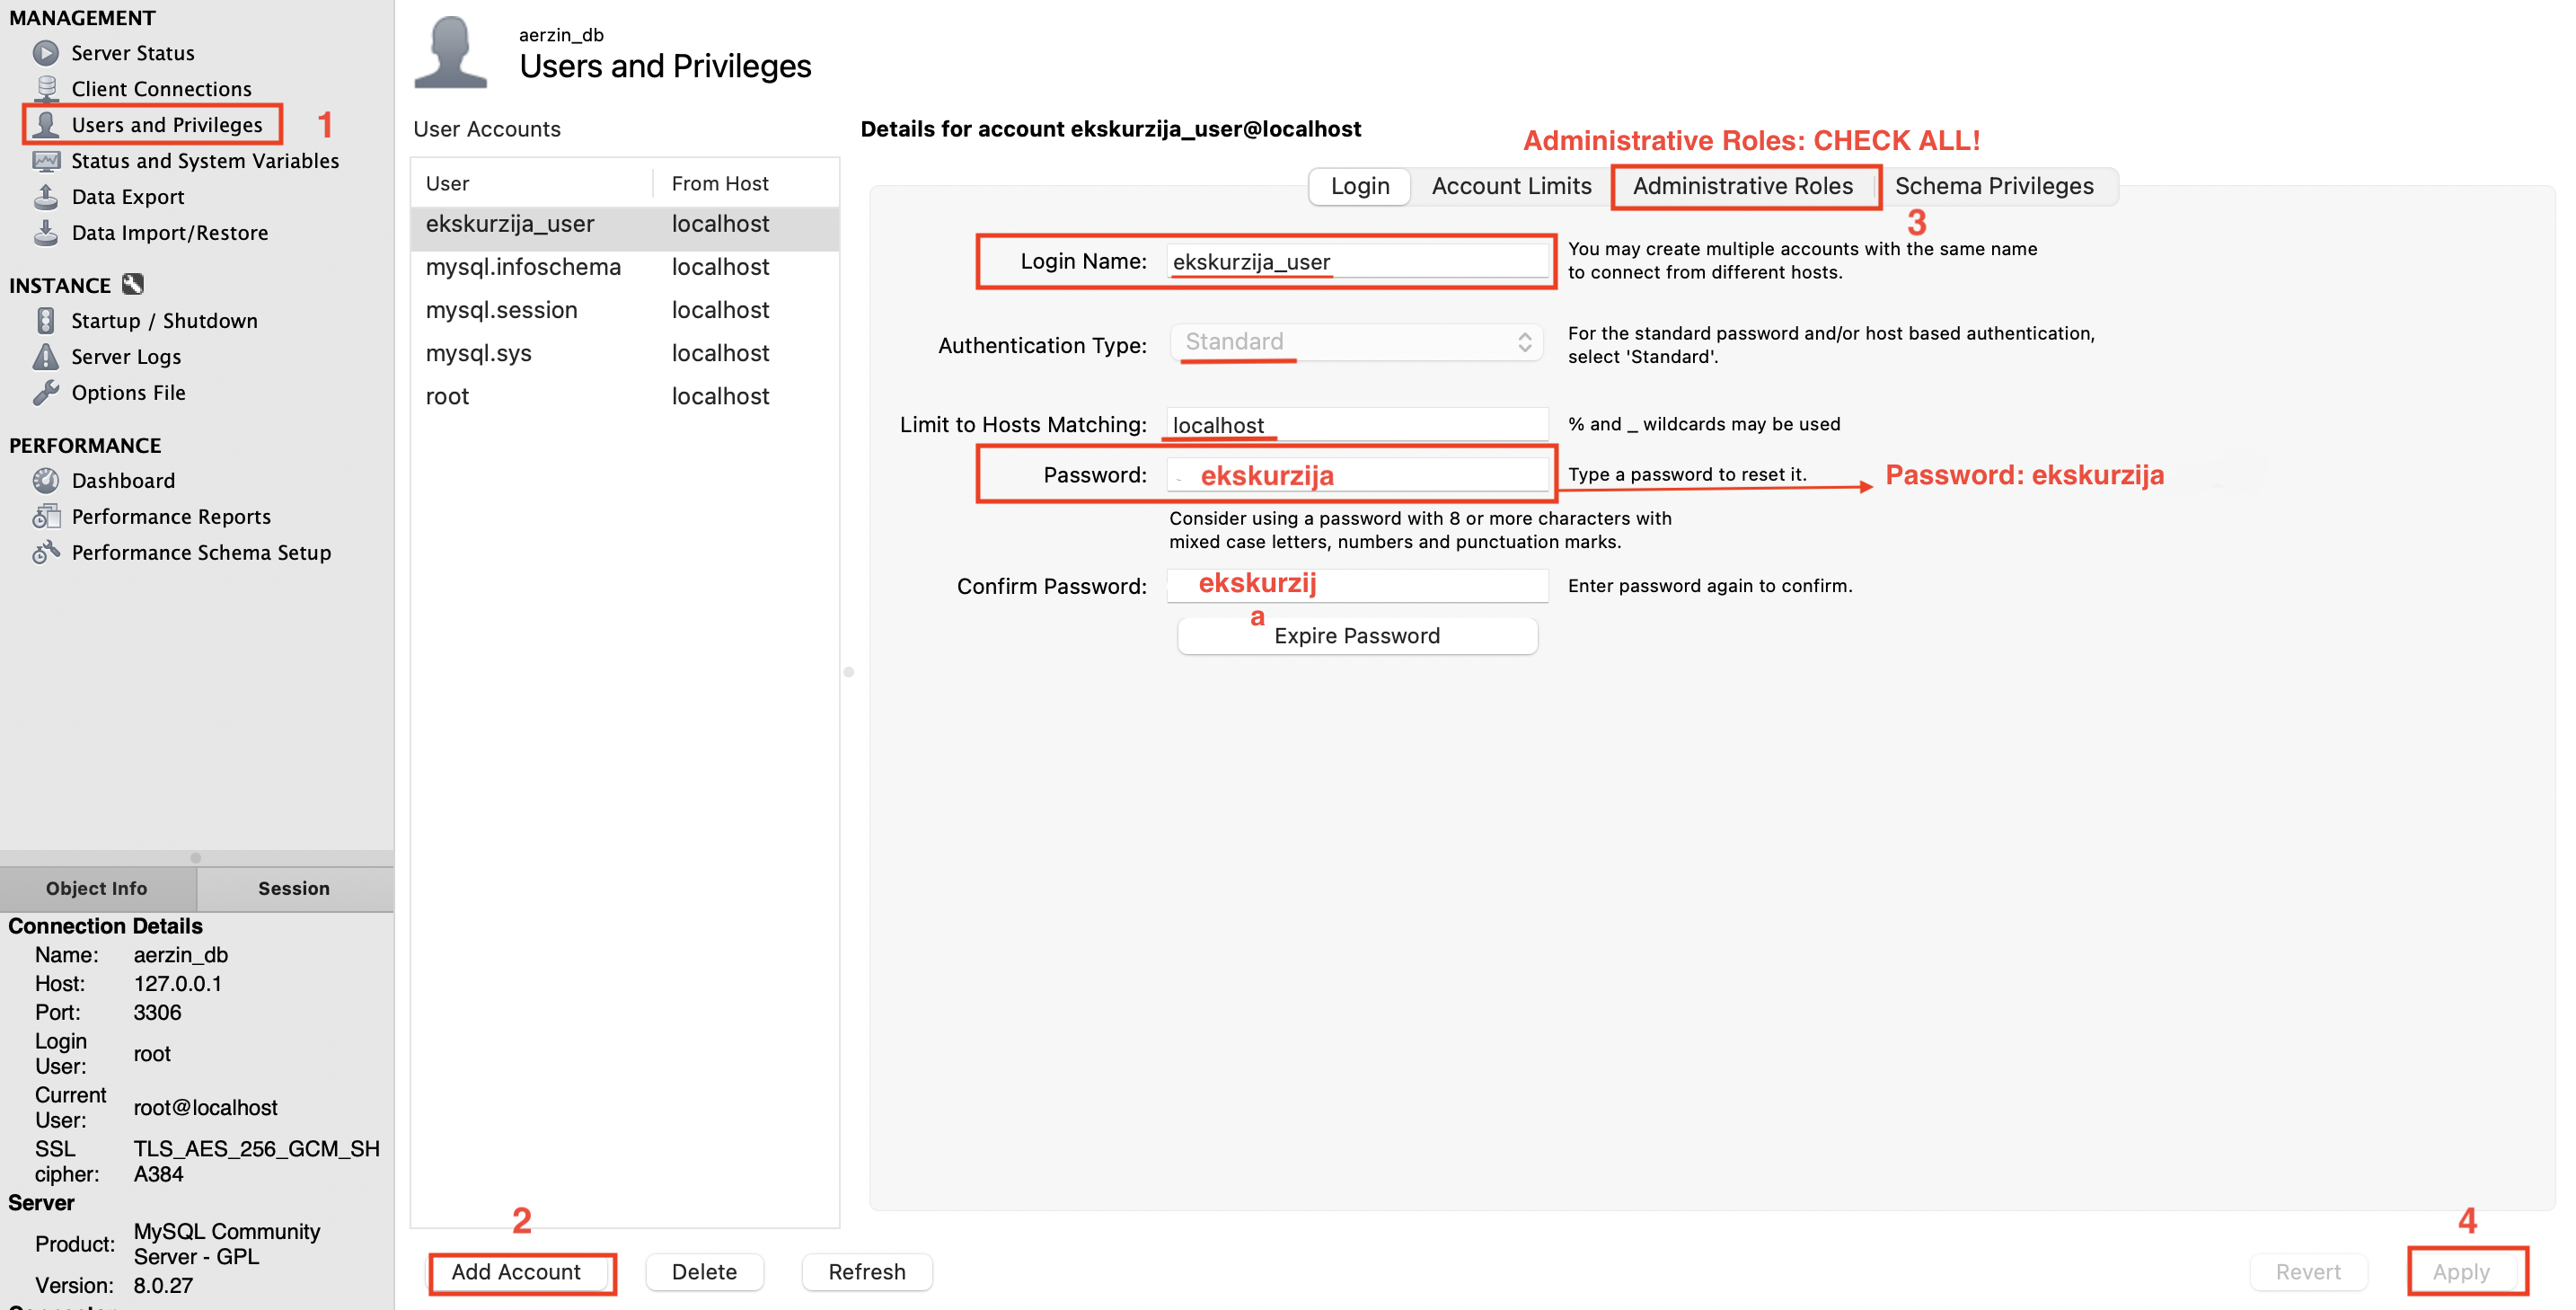 MANAGEMENT
Server Status
Client Connections
Users and Privileges
1
Status and System Variables
Data Export
Data Import/Restore
INSTANCE
Startup / Shutdown
Server Logs
Options File
PERFORMANCE
Dashboard
Performance Reports
Performance Schema Setup
Object Info
Session
Connection Details
Name: aerzin_db
Host: 127.0.0.1
Port: 3306
Login
User: root
Current
User: root@localhost
SSL
cipher: TLS_AES_256_GCM_SH
A384
Server
Product: MySQL Community
Server - GPL
Version: 8.0.27
aerzin_db
Users and Privileges
User Accounts
User From Host
ekskurzija_user localhost
mysql.infoschema localhost
mysql.session localhost
mysql.sys localhost
root localhost
2
Add Account
Delete
Refresh
Details for account ekskurzija_user@localhost
Administrative Roles: CHECK ALL!
Login
Account Limits
Administrative Roles
Schema Privileges
3
Login Name: ekskurzija_user
You may create multiple accounts with the same name
to connect from different hosts.
Authentication Type: Standard
For the standard password and/or host based authentication,
select 'Standard'.
Limit to Hosts Matching: localhost
% and _ wildcards may be used
Password: ekskurzija
Type a password to reset it.
Password: ekskurzija
Consider using a password with 8 or more characters with
mixed case letters, numbers and punctuation marks.
Confirm Password: ekskurzij
a
Enter password again to confirm.
Expire Password
4
Revert
Apply